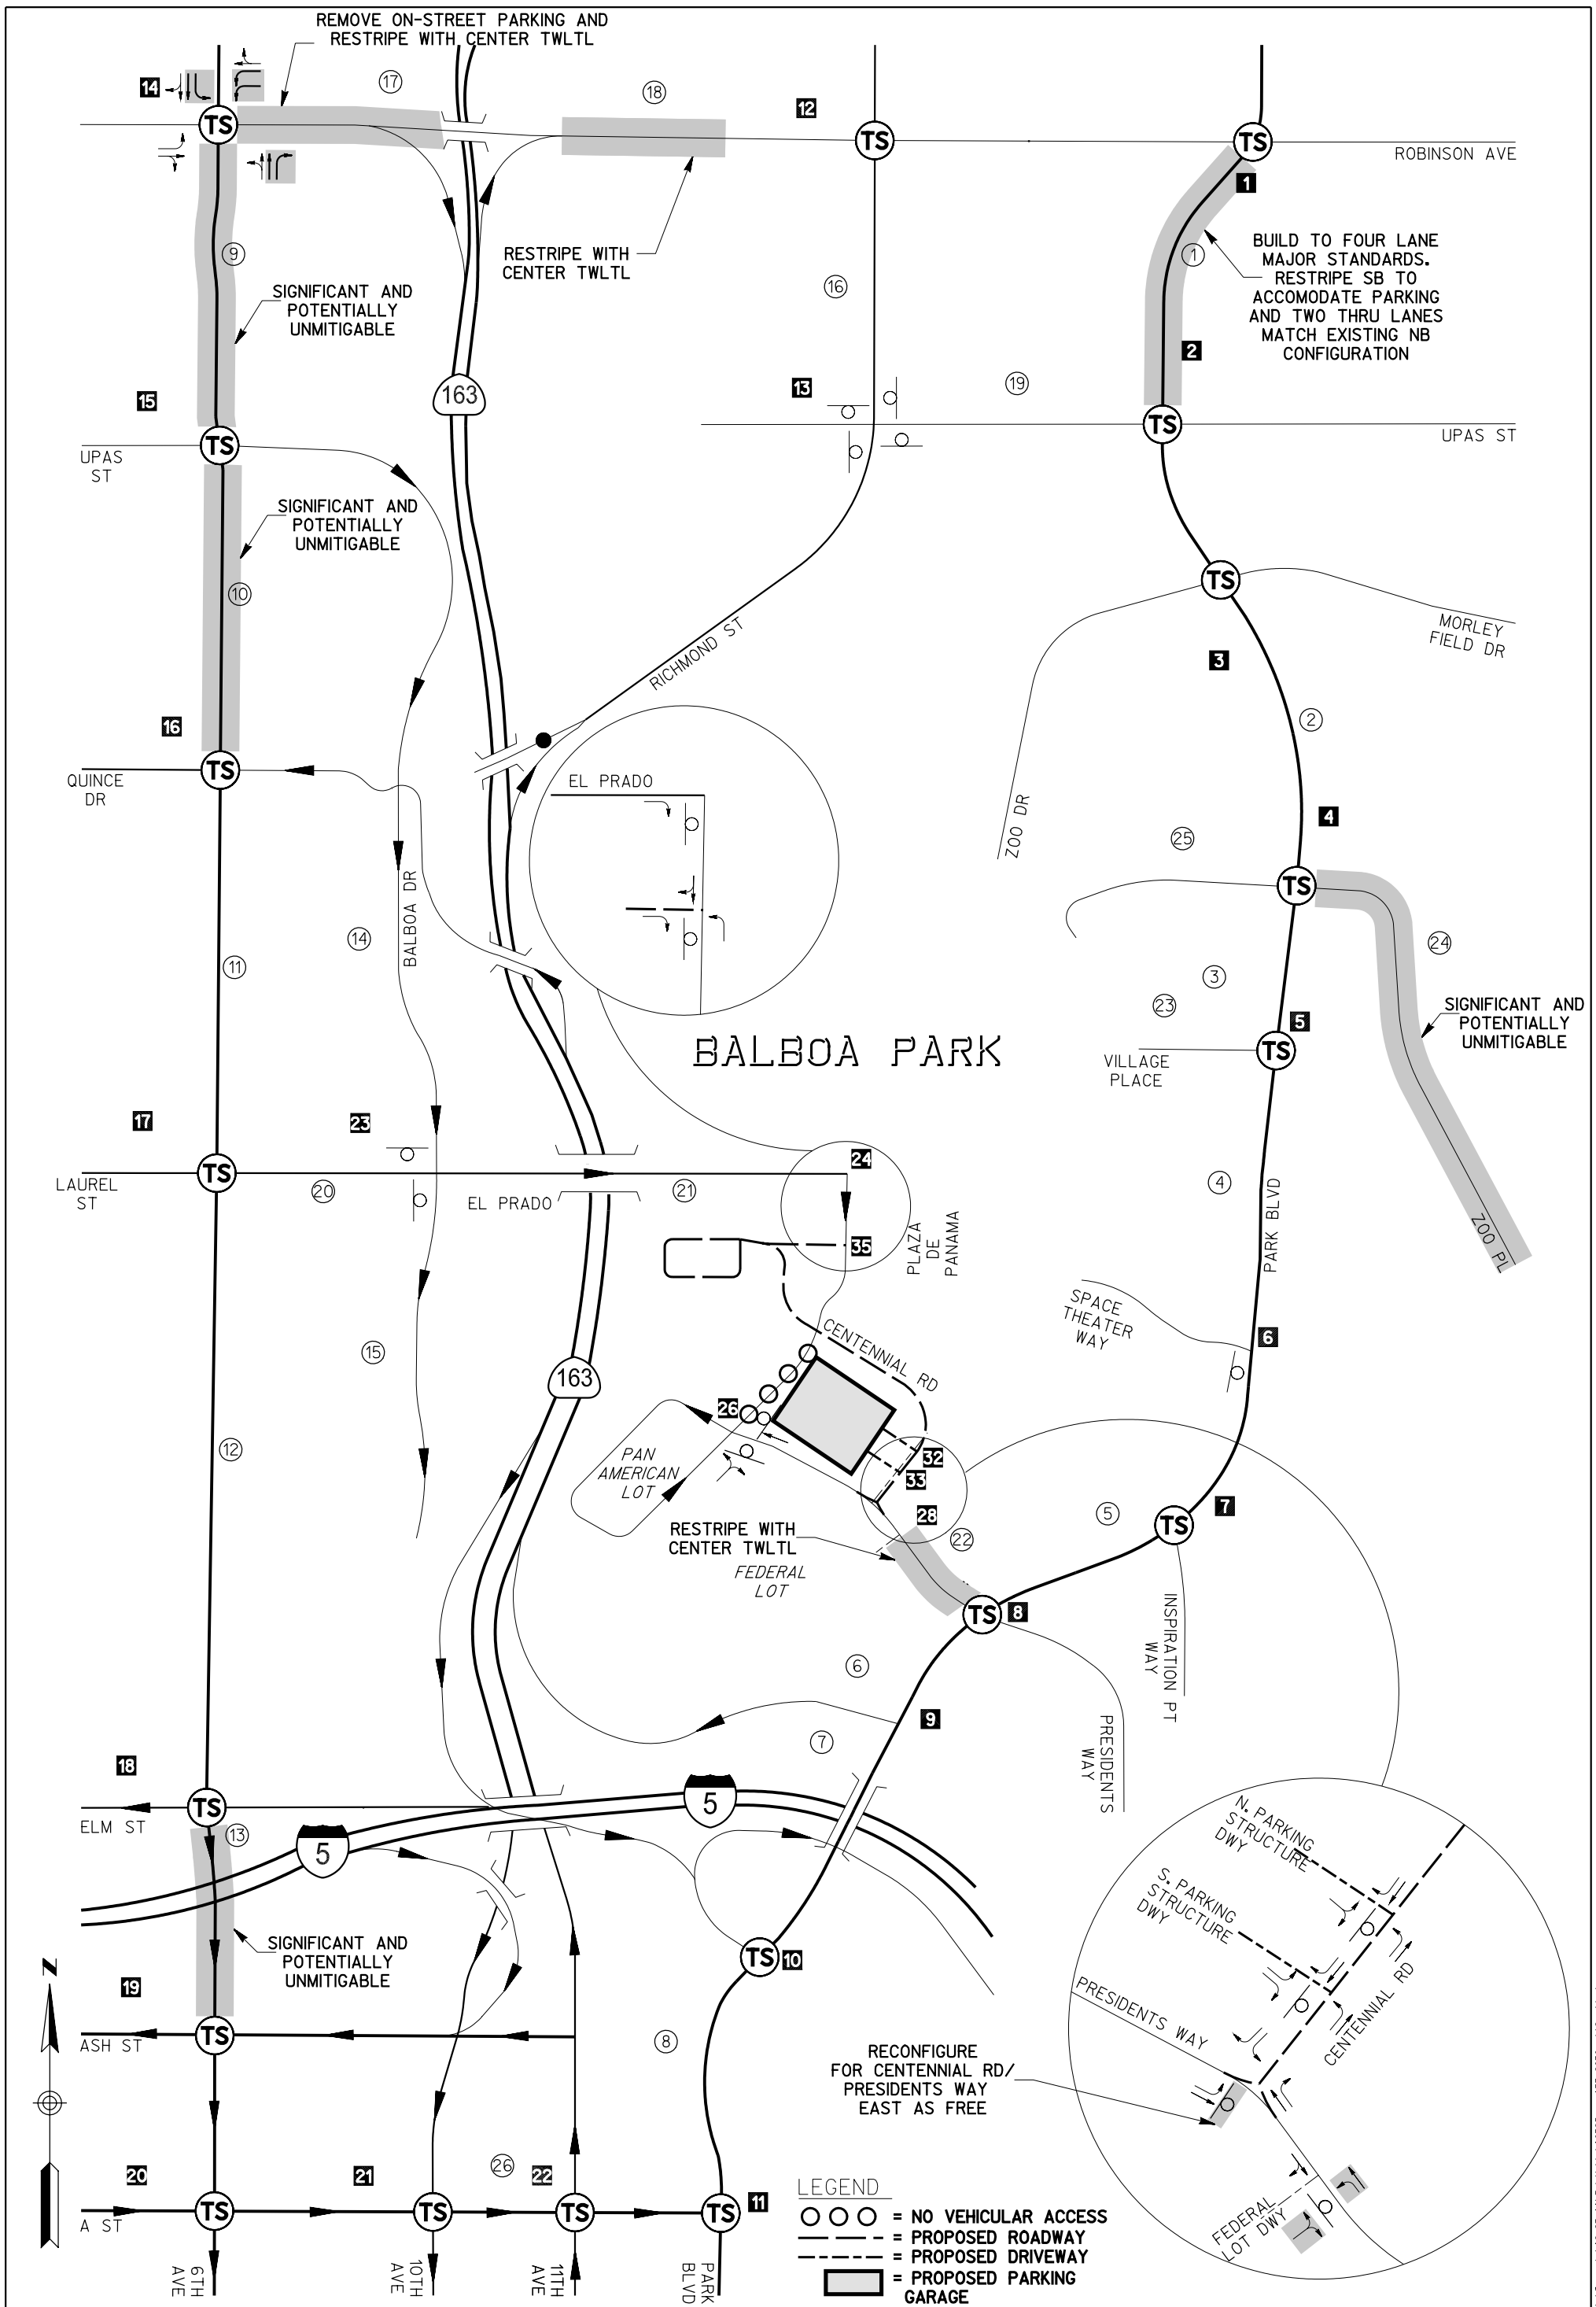 REMOVE ON-STREET PARKING AND
RESTRIPE WITH CENTER TWLTL
14
TS
17
18
12
TS
TS
ROBINSON AVE
1
9
RESTRIPE WITH
CENTER TWLTL
16
1
BUILD TO FOUR LANE
MAJOR STANDARDS.
RESTRIPE SB TO
ACCOMODATE PARKING
AND TWO THRU LANES
MATCH EXISTING NB
CONFIGURATION
SIGNIFICANT AND
POTENTIALLY
UNMITIGABLE
2
163
15
13
19
TS
TS
UPAS
ST
UPAS ST
SIGNIFICANT AND
POTENTIALLY
UNMITIGABLE
10
TS
MORLEY
FIELD DR
RICHMOND ST
3
2
16
TS
QUINCE
DR
EL PRADO
ZOO DR
4
25
TS
BALBOA DR
14
11
24
3
23
SIGNIFICANT AND
POTENTIALLY
UNMITIGABLE
5
TS
BALBOA PARK
VILLAGE
PLACE
17
23
24
TS
LAUREL
ST
20
EL PRADO
21
4
PARK BLVD
ZOO PL
35
PLAZA
DE
PANAMA
SPACE
THEATER
WAY
6
15
CENTENNIAL RD
163
26
12
PAN
AMERICAN
LOT
32
33
28
22
5
7
TS
RESTRIPE WITH
CENTER TWLTL
FEDERAL
LOT
TS
8
INSPIRATION PT
WAY
6
9
7
PRESIDENTS
WAY
18
TS
ELM ST
13
5
5
N. PARKING
STRUCTURE
DWY
S. PARKING
STRUCTURE
DWY
SIGNIFICANT AND
POTENTIALLY
UNMITIGABLE
N
TS
10
19
TS
ASH ST
8
PRESIDENTS WAY
CENTENNIAL RD
RECONFIGURE
FOR CENTENNIAL RD/
PRESIDENTS WAY
EAST AS FREE
20
21
26
22
11
TS
TS
TS
TS
A ST
6TH
AVE
10TH
AVE
11TH
AVE
PARK
BLVD
FEDERAL
LOT DWY
LEGEND
= NO VEHICULAR ACCESS
= PROPOSED ROADWAY
= PROPOSED DRIVEWAY
= PROPOSED PARKING
GARAGE